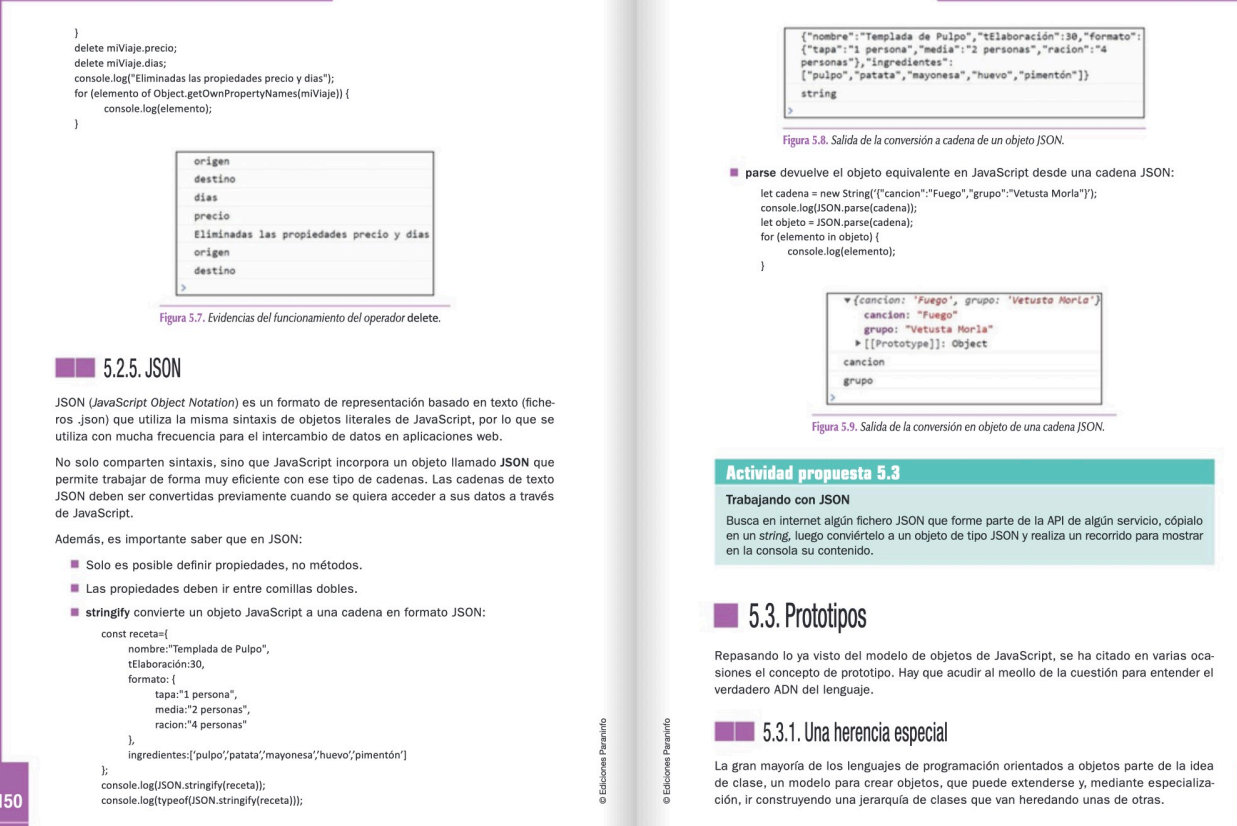 }
delete miViaje.precio;
delete miViaje.dias;
console.log("Eliminadas las propiedades precio y dias");
for (elemento of Object.getOwnPropertyNames(miViaje)) {
console.log(elemento);
}
origen
destino
dias
precio
Eliminadas las propiedades precio y dias
origen
destino
>
Figura 5.7. Evidencias del funcionamiento del operador delete.
5.2.5. JSON
JSON (JavaScript Object Notation) es un formato de representación basado en texto (fiche-
ros .json) que utiliza la misma sintaxis de objetos literales de JavaScript, por lo que se
utiliza con mucha frecuencia para el intercambio de datos en aplicaciones web.
No solo comparten sintaxis, sino que JavaScript incorpora un objeto llamado JSON que
permite trabajar de forma muy eficiente con ese tipo de cadenas. Las cadenas de texto
JSON deben ser convertidas previamente cuando se quiera acceder a sus datos a través
de JavaScript.
Además, es importante saber que en JSON:
Solo es posible definir propiedades, no métodos.
Las propiedades deben ir entre comillas dobles.
stringify convierte un objeto JavaScript a una cadena en formato JSON:
const receta={
nombre:"Templada de Pulpo",
tElaboración:30,
formato: {
tapa:"1 persona",
media:"2 personas",
racion:"4 personas"
},
ingredientes:['pulpo','patata','mayonesa','huevo','pimentón']
};
console.log(JSON.stringify(receta));
console.log(typeof(JSON.stringify(receta)));
150
© Ediciones Paraninfo
{"nombre":"Templada de Pulpo","tElaboración":30,"formato":
{"tapa":"1 persona","media":"2 personas","racion":"4
personas"},"ingredientes":
["pulpo","patata","mayonesa","huevo","pimentón"]}
string
>
Figura 5.8. Salida de la conversión a cadena de un objeto JSON.
parse devuelve el objeto equivalente en JavaScript desde una cadena JSON:
let cadena = new String('{"cancion":"Fuego","grupo":"Vetusta Morla"}');
console.log(JSON.parse(cadena));
let objeto = JSON.parse(cadena);
for (elemento in objeto) {
console.log(elemento);
}
▼{cancion: 'Fuego', grupo: 'Vetusta Morla'}
cancion: "Fuego"
grupo: "Vetusta Morla"
▶[[Prototype]]: Object
cancion
grupo
>
Figura 5.9. Salida de la conversión en objeto de una cadena JSON.
Actividad propuesta 5.3
Trabajando con JSON
Busca en internet algún fichero JSON que forme parte de la API de algún servicio, cópialo
en un string, luego conviértelo a un objeto de tipo JSON y realiza un recorrido para mostrar
en la consola su contenido.
5.3. Prototipos
Repasando lo ya visto del modelo de objetos de JavaScript, se ha citado en varias oca-
siones el concepto de prototipo. Hay que acudir al meollo de la cuestión para entender el
verdadero ADN del lenguaje.
5.3.1. Una herencia especial
La gran mayoría de los lenguajes de programación orientados a objetos parte de la idea
de clase, un modelo para crear objetos, que puede extenderse y, mediante especializa-
ción, ir construyendo una jerarquía de clases que van heredando unas de otras.
© Ediciones Paraninfo